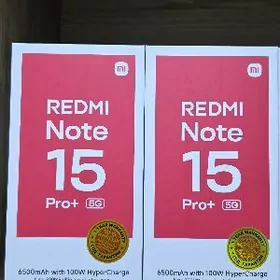 mi
REDMI
Note
15
Pro+ 5G
6500mAh with 100W HyperCharge
mi
REDMI
Note
15
Pro+ 5G
6500mAh with 100W HyperCharge